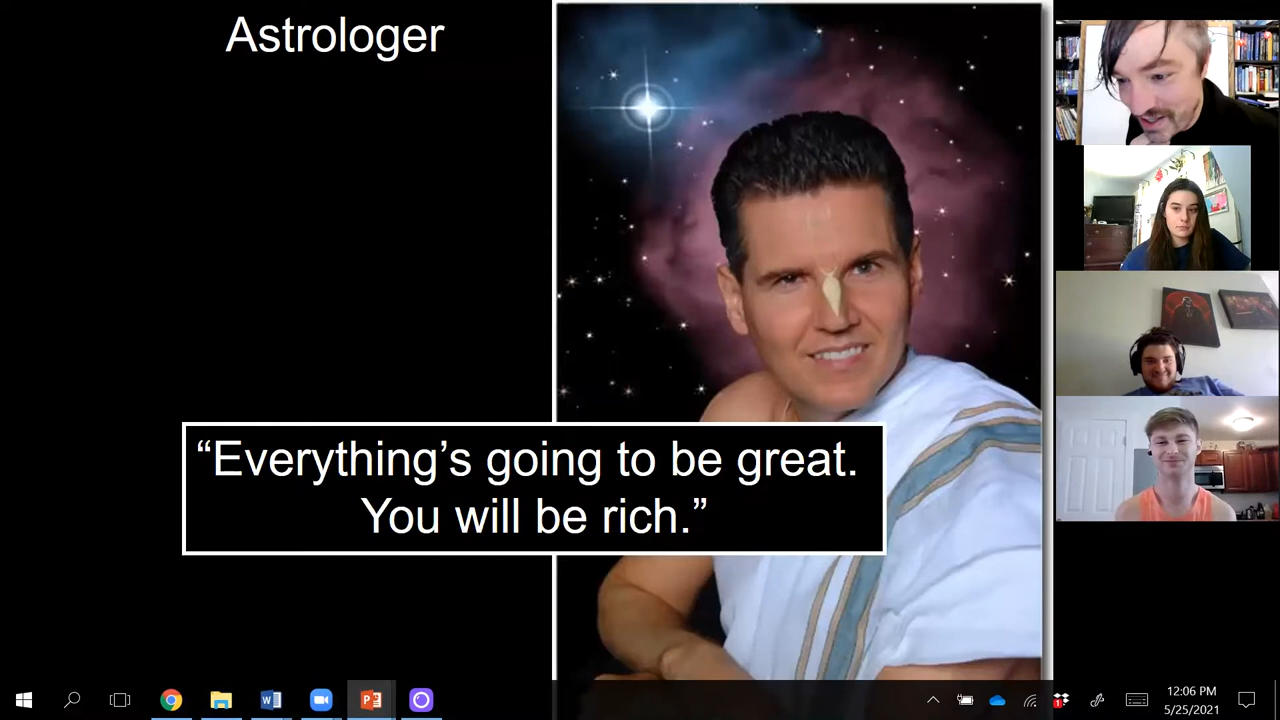 Astrologer
“Everything’s going to be great.
You will be rich.”
12:06 PM
5/25/2021